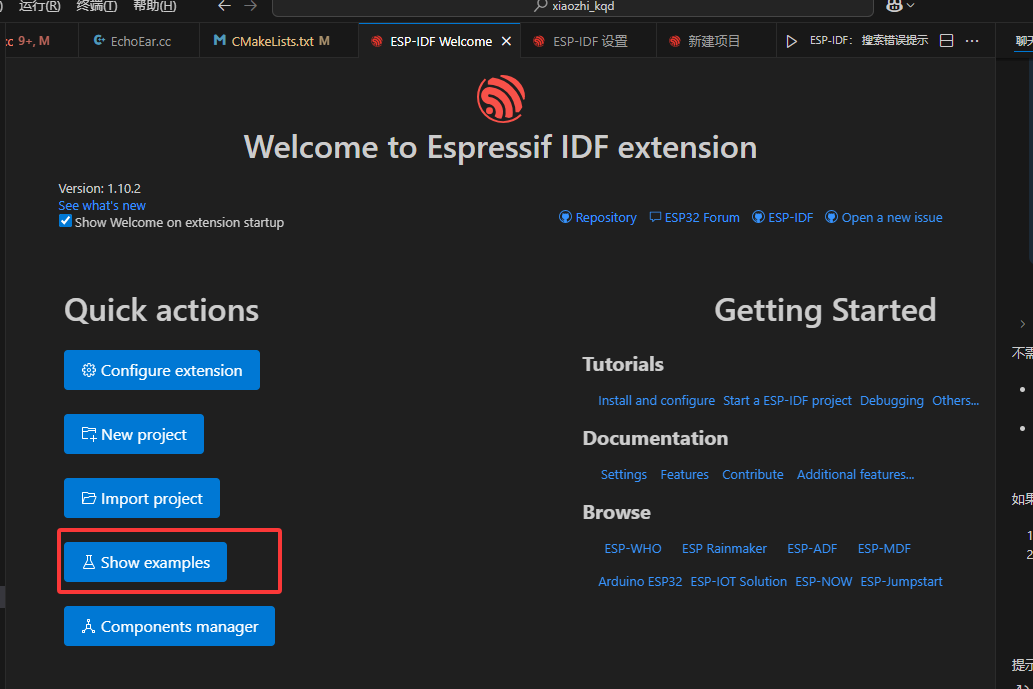 运行(R) 终端(T) 帮助(H) xiaozhi_kqd
9+, M EchoEar.cc CMakeLists.txt M ESP-IDF Welcome ESP-IDF 设置 新建项目 ESP-IDF: 搜索错误提示
Welcome to Espressif IDF extension
Version: 1.10.2
See what's new
Show Welcome on extension startup
Repository ESP32 Forum ESP-IDF Open a new issue
Quick actions
Configure extension
New project
Import project
Show examples
Components manager
Getting Started
Tutorials
Install and configure Start a ESP-IDF project Debugging Others...
Documentation
Settings Features Contribute Additional features...
Browse
ESP-WHO ESP Rainmaker ESP-ADF ESP-MDF
Arduino ESP32 ESP-IOT Solution ESP-NOW ESP-Jumpstart
不需
如果
1
2
提示